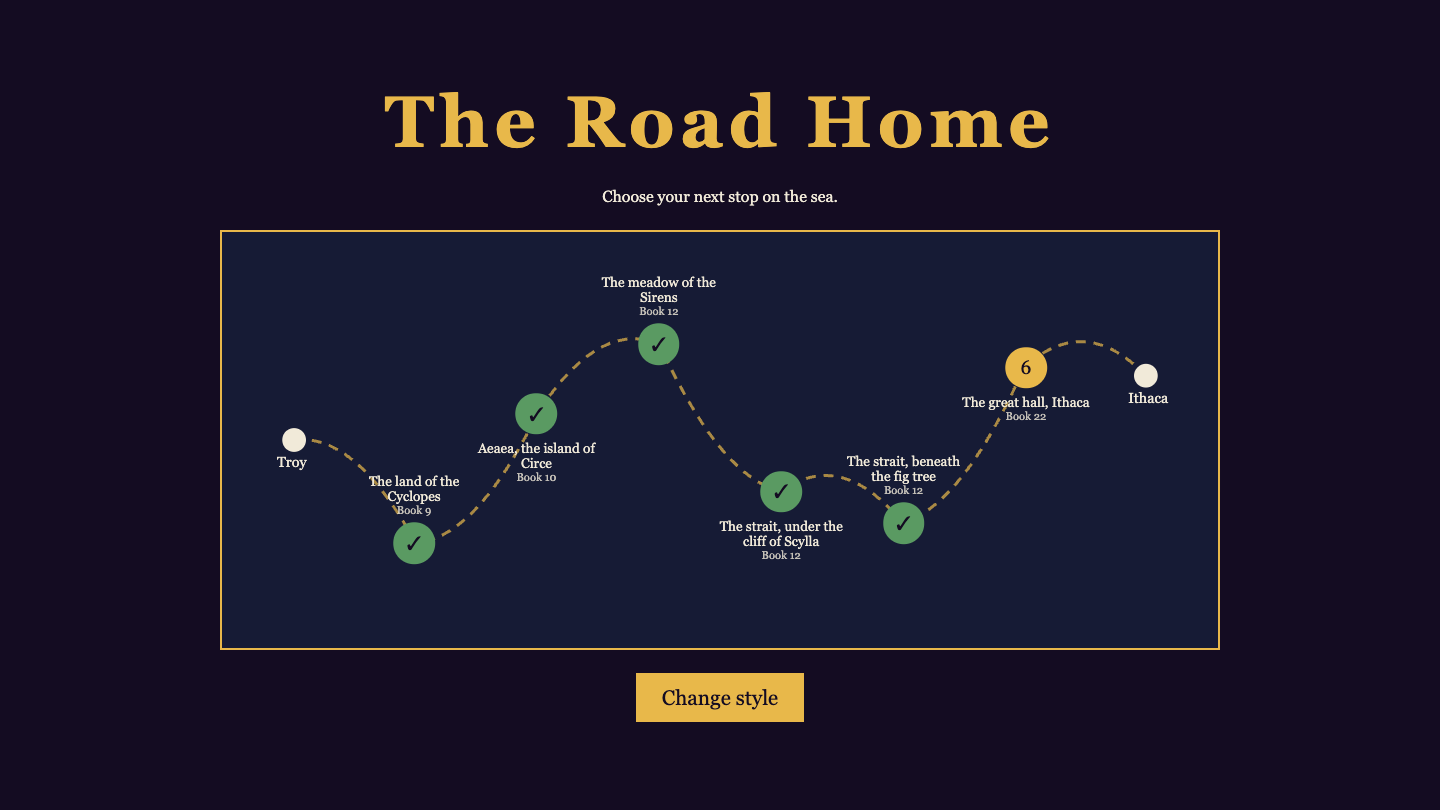 The Road Home
Choose your next stop on the sea.
Troy
The land of the
Cyclopes
Book 9
✓
✓
Aeaea, the island of
Circe
Book 10
The meadow of the
Sirens
Book 12
✓
✓
The strait, under the
cliff of Scylla
Book 12
The strait, beneath
the fig tree
Book 12
✓
6
The great hall, Ithaca
Book 22
Ithaca
Change style